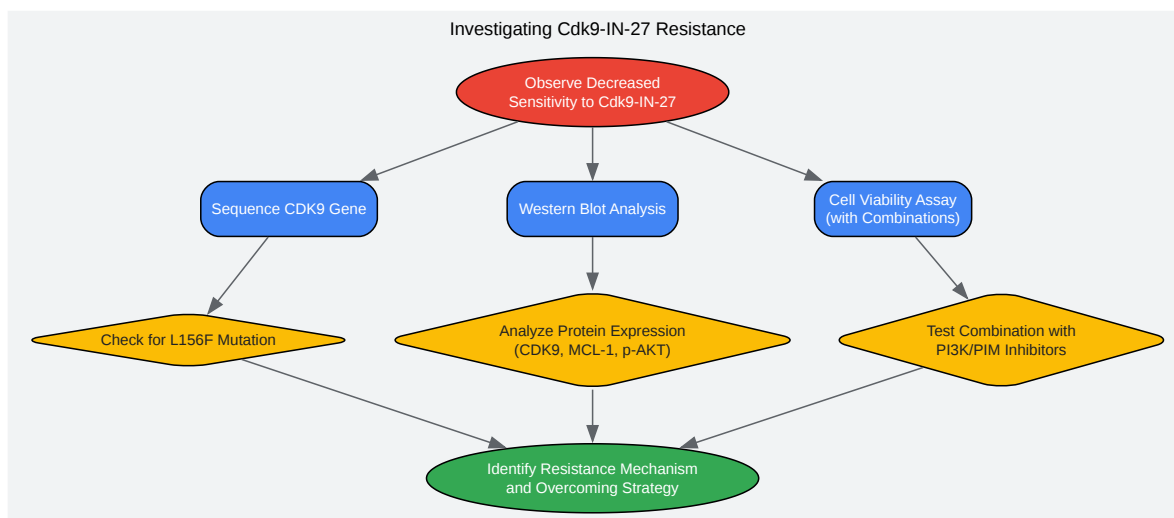 Investigating Cdk9-IN-27 Resistance
Observe Decreased
Sensitivity to Cdk9-IN-27
Sequence CDK9 Gene
Western Blot Analysis
Cell Viability Assay
(with Combinations)
Check for L156F Mutation
Analyze Protein Expression
(CDK9, MCL-1, p-AKT)
Test Combination with
PI3K/PIM Inhibitors
Identify Resistance Mechanism
and Overcoming Strategy